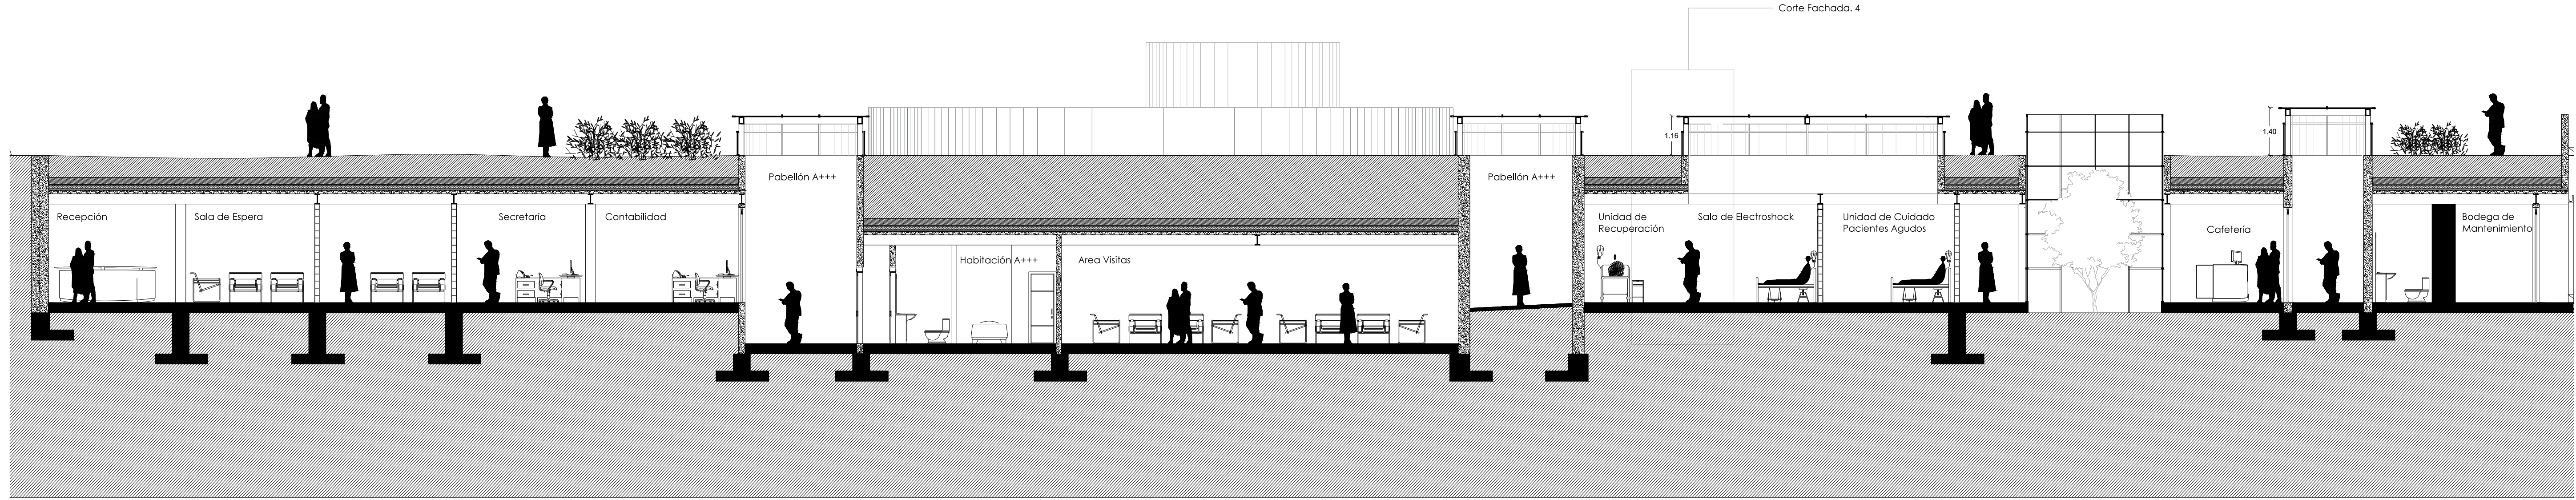 Corte Fachada. 4
1.16
1.40
Pabellón A+++
Pabellón A+++
Recepción
Sala de Espera
Secretaría
Contabilidad
Habitación A+++
Area Visitas
Unidad de
Recuperación
Sala de Electroshock
Unidad de Cuidado
Pacientes Agudos
Cafetería
Bodega de
Mantenimiento